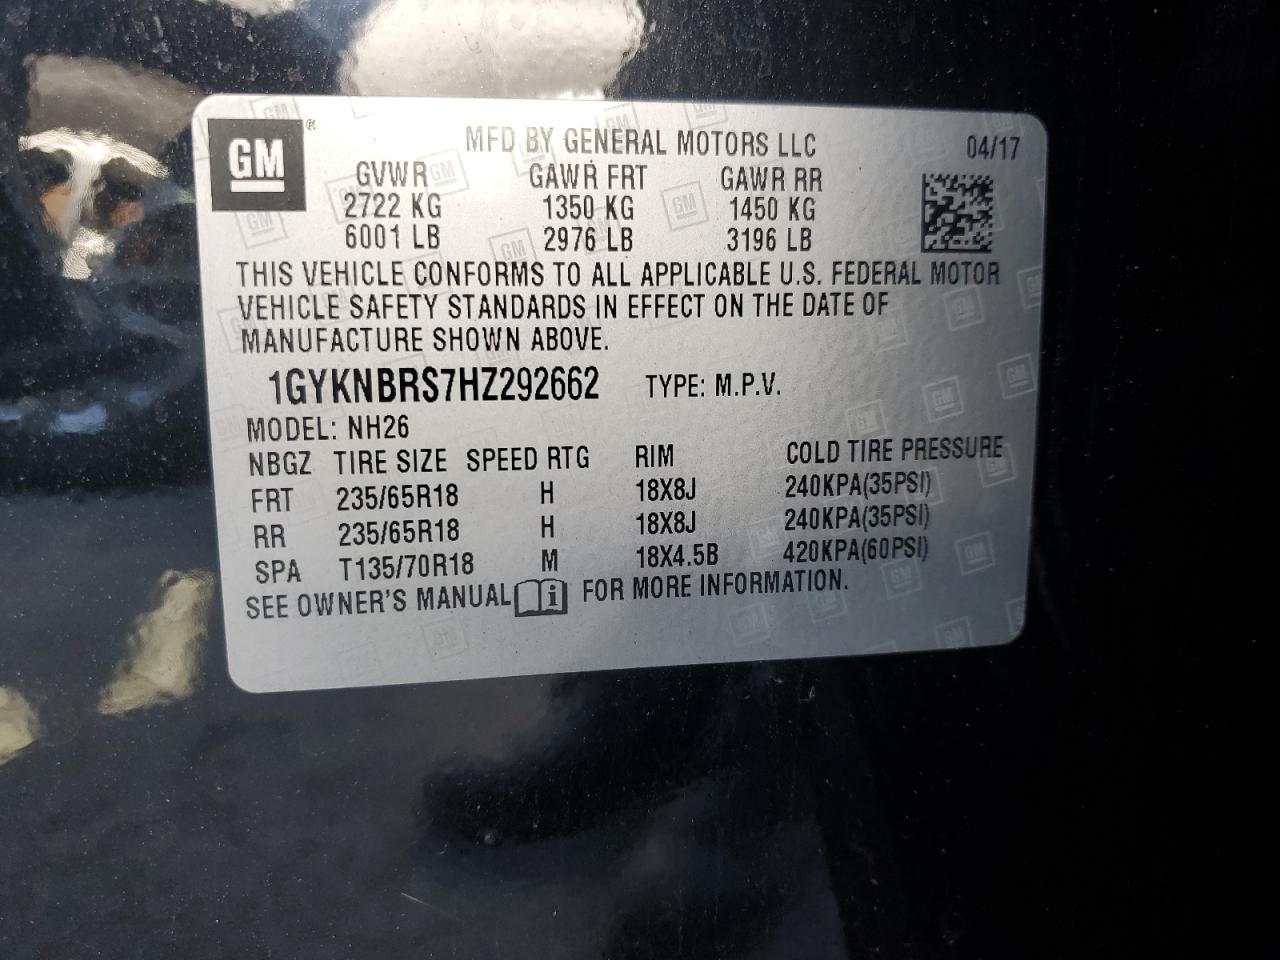 GM ® MFD BY GENERAL MOTORS LLC 04/17
GVWR GAWR FRT GAWR RR
2722 KG 1350 KG 1450 KG
6001 LB 2976 LB 3196 LB
THIS VEHICLE CONFORMS TO ALL APPLICABLE U.S. FEDERAL MOTOR
VEHICLE SAFETY STANDARDS IN EFFECT ON THE DATE OF
MANUFACTURE SHOWN ABOVE.
1GYKNBRS7HZ292662 TYPE: M.P.V.
MODEL: NH26
NBGZ TIRE SIZE SPEED RTG RIM COLD TIRE PRESSURE
FRT 235/65R18 H 18X8J 240KPA(35PSI)
RR 235/65R18 H 18X8J 240KPA(35PSI)
SPA T135/70R18 M 18X4.5B 420KPA(60PSI)
SEE OWNER'S MANUAL i FOR MORE INFORMATION.